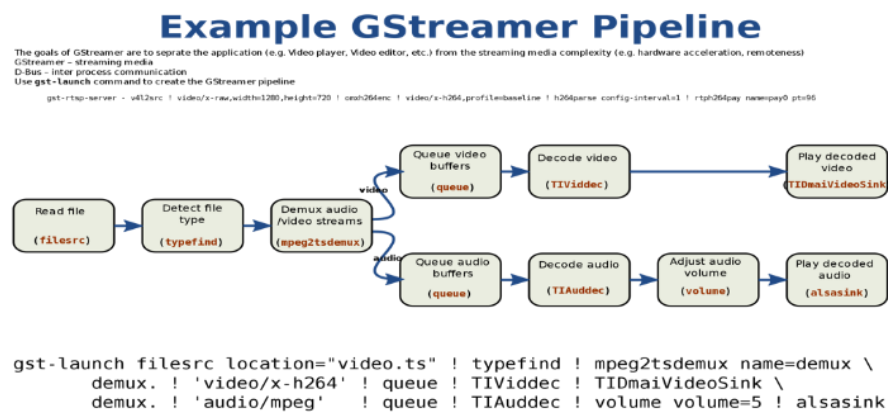 Example GStreamer Pipeline
The goals of GStreamer are to seprate the application (e.g. Video player, Video editor, etc.) from the streaming media complexity (e.g. hardware acceleration, remoteness)
GStreamer – streaming media
D-Bus – inter process communication
Use gst-launch command to create the GStreamer pipeline
gst-rtsp-server - v4l2src ! video/x-raw,width=1280,height=720 ! omxh264enc ! video/x-h264,profile=baseline ! h264parse config-interval=1 ! rtph264pay name=pay0 pt=96
Read file
(filesrc)
Detect file
type
(typefind)
Demux audio
/video streams
(mpeg2tsdemux)
video
Queue video
buffers
(queue)
Decode video
(TIViddec)
Play decoded
video
(TIDmaiVideoSink)
audio
Queue audio
buffers
(queue)
Decode audio
(TIAuddec)
Adjust audio
volume
(volume)
Play decoded
audio
(alsasink)
gst-launch filesrc location="video.ts" ! typefind ! mpeg2tsdemux name=demux \
demux. ! 'video/x-h264' ! queue ! TIViddec ! TIDmaiVideoSink \
demux. ! 'audio/mpeg' ! queue ! TIAuddec ! volume volume=5 ! alsasink